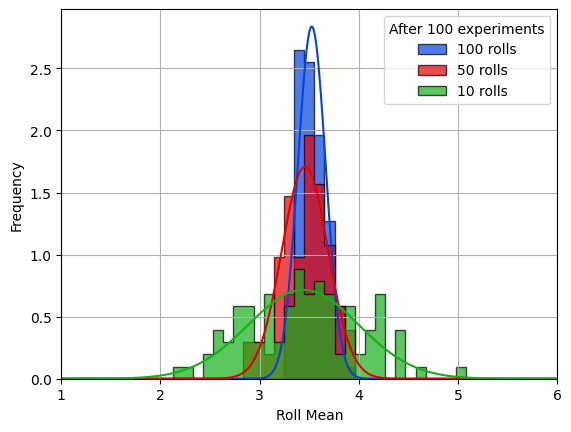 After 100 experiments
100 rolls
50 rolls
10 rolls
Frequency
2.5
2.0
1.5
1.0
0.5
0.0
1 2 3 4 5 6
Roll Mean